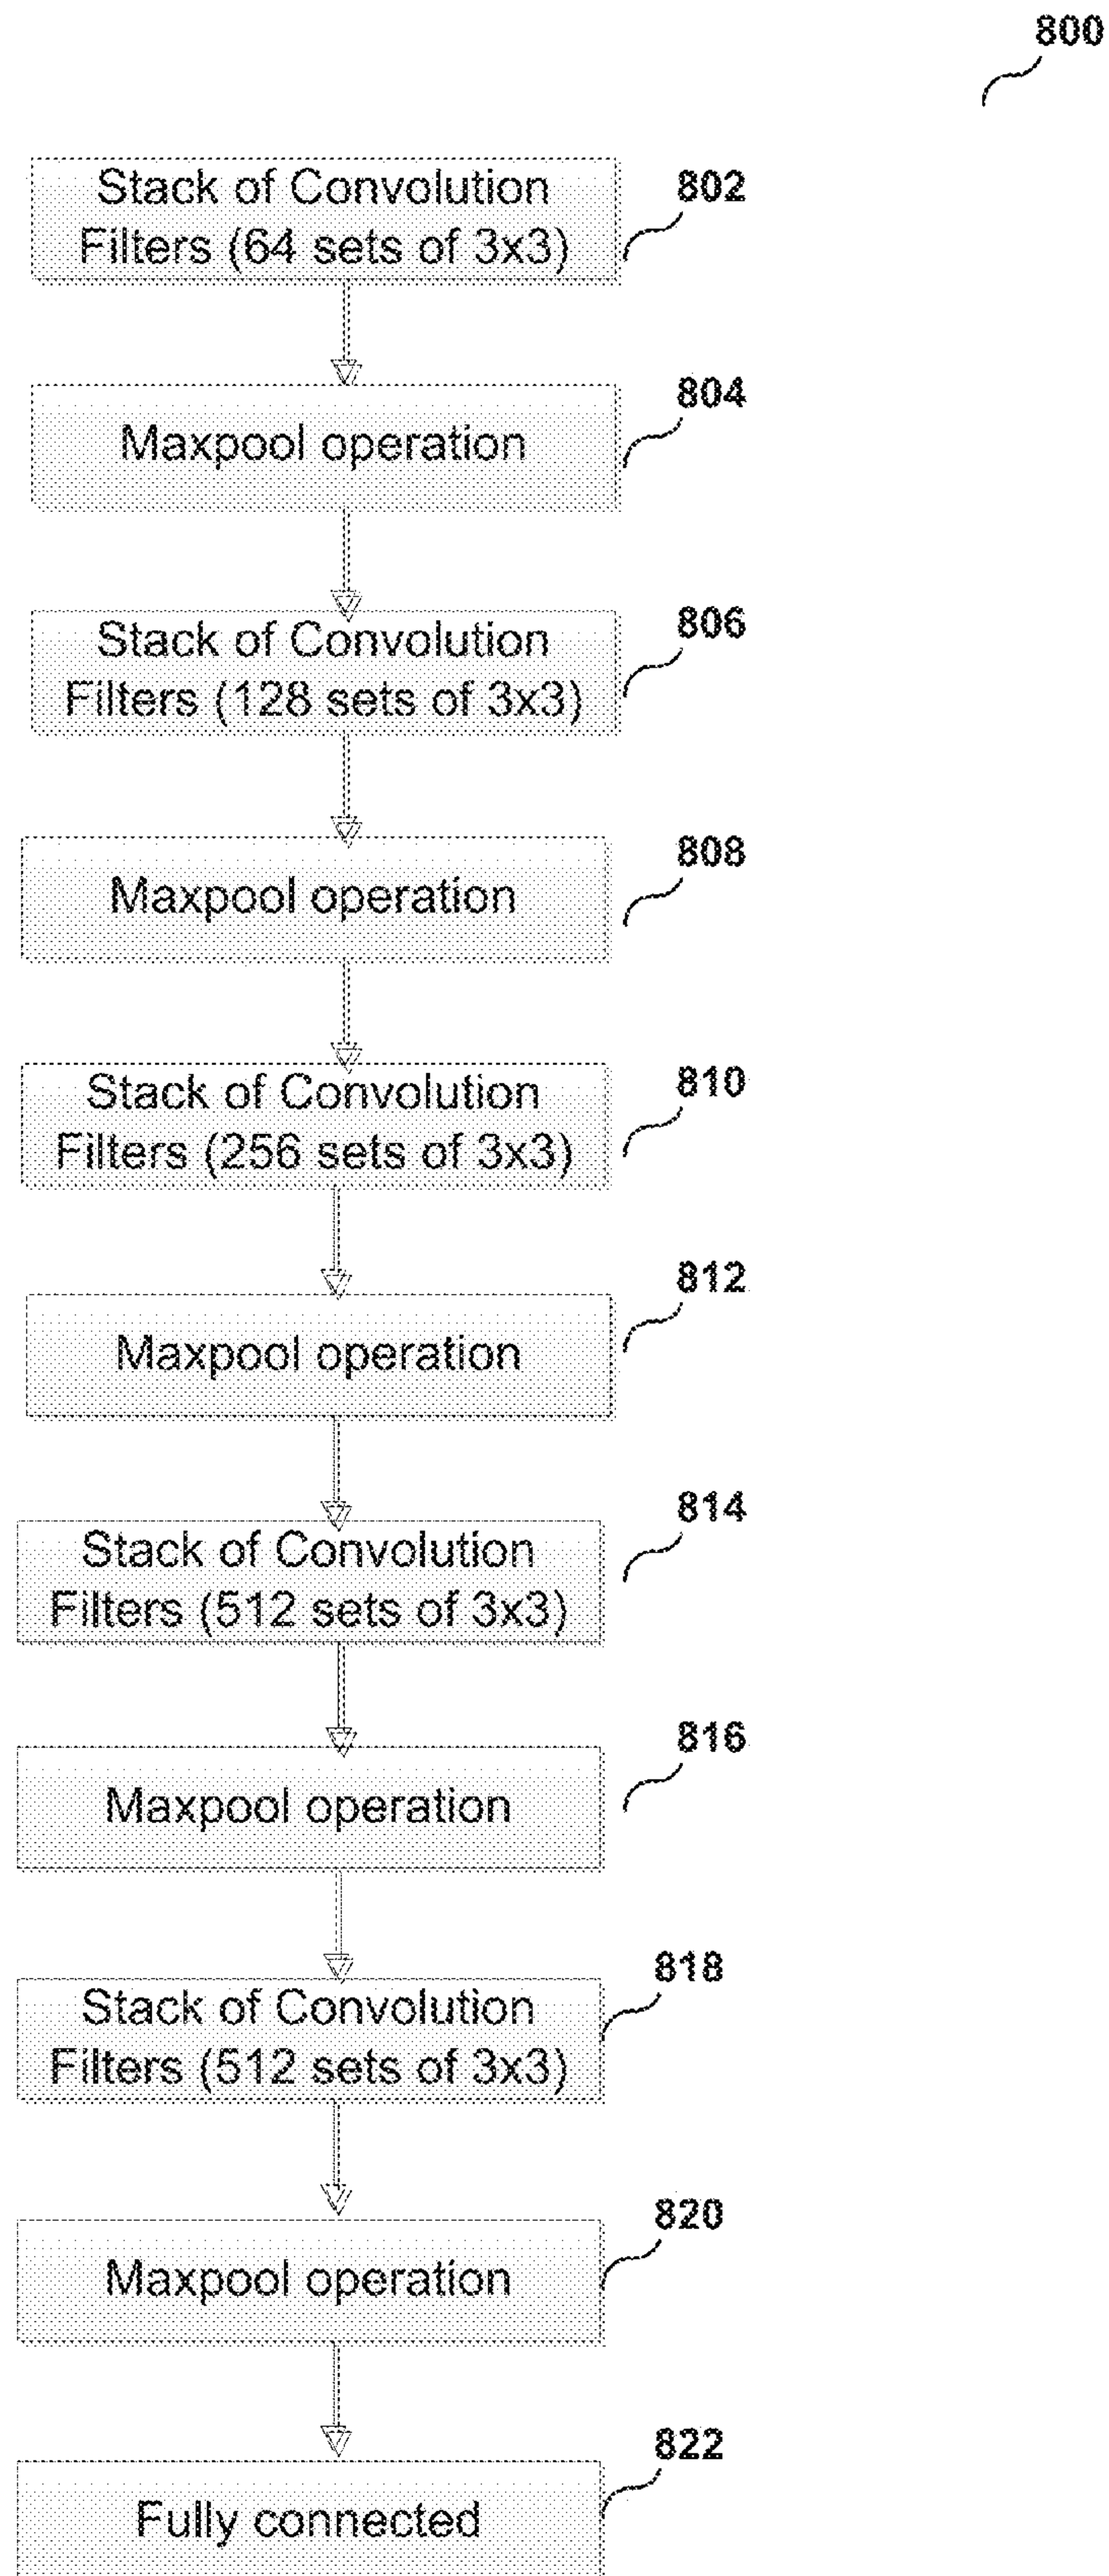 800
Stack of Convolution
Filters (64 sets of 3x3)
802
Maxpool operation
804
Stack of Convolution
Filters (128 sets of 3x3)
806
Maxpool operation
808
Stack of Convolution
Filters (256 sets of 3x3)
810
Maxpool operation
812
Stack of Convolution
Filters (512 sets of 3x3)
814
Maxpool operation
816
Stack of Convolution
Filters (512 sets of 3x3)
818
Maxpool operation
820
Fully connected
822